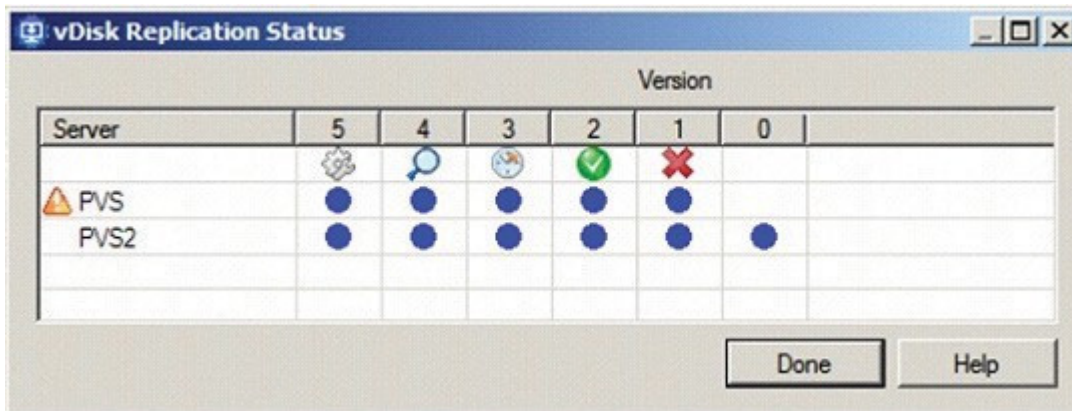 vDisk Replication Status
Version
Server 5 4 3 2 1 0
PVS
PVS2
Done Help